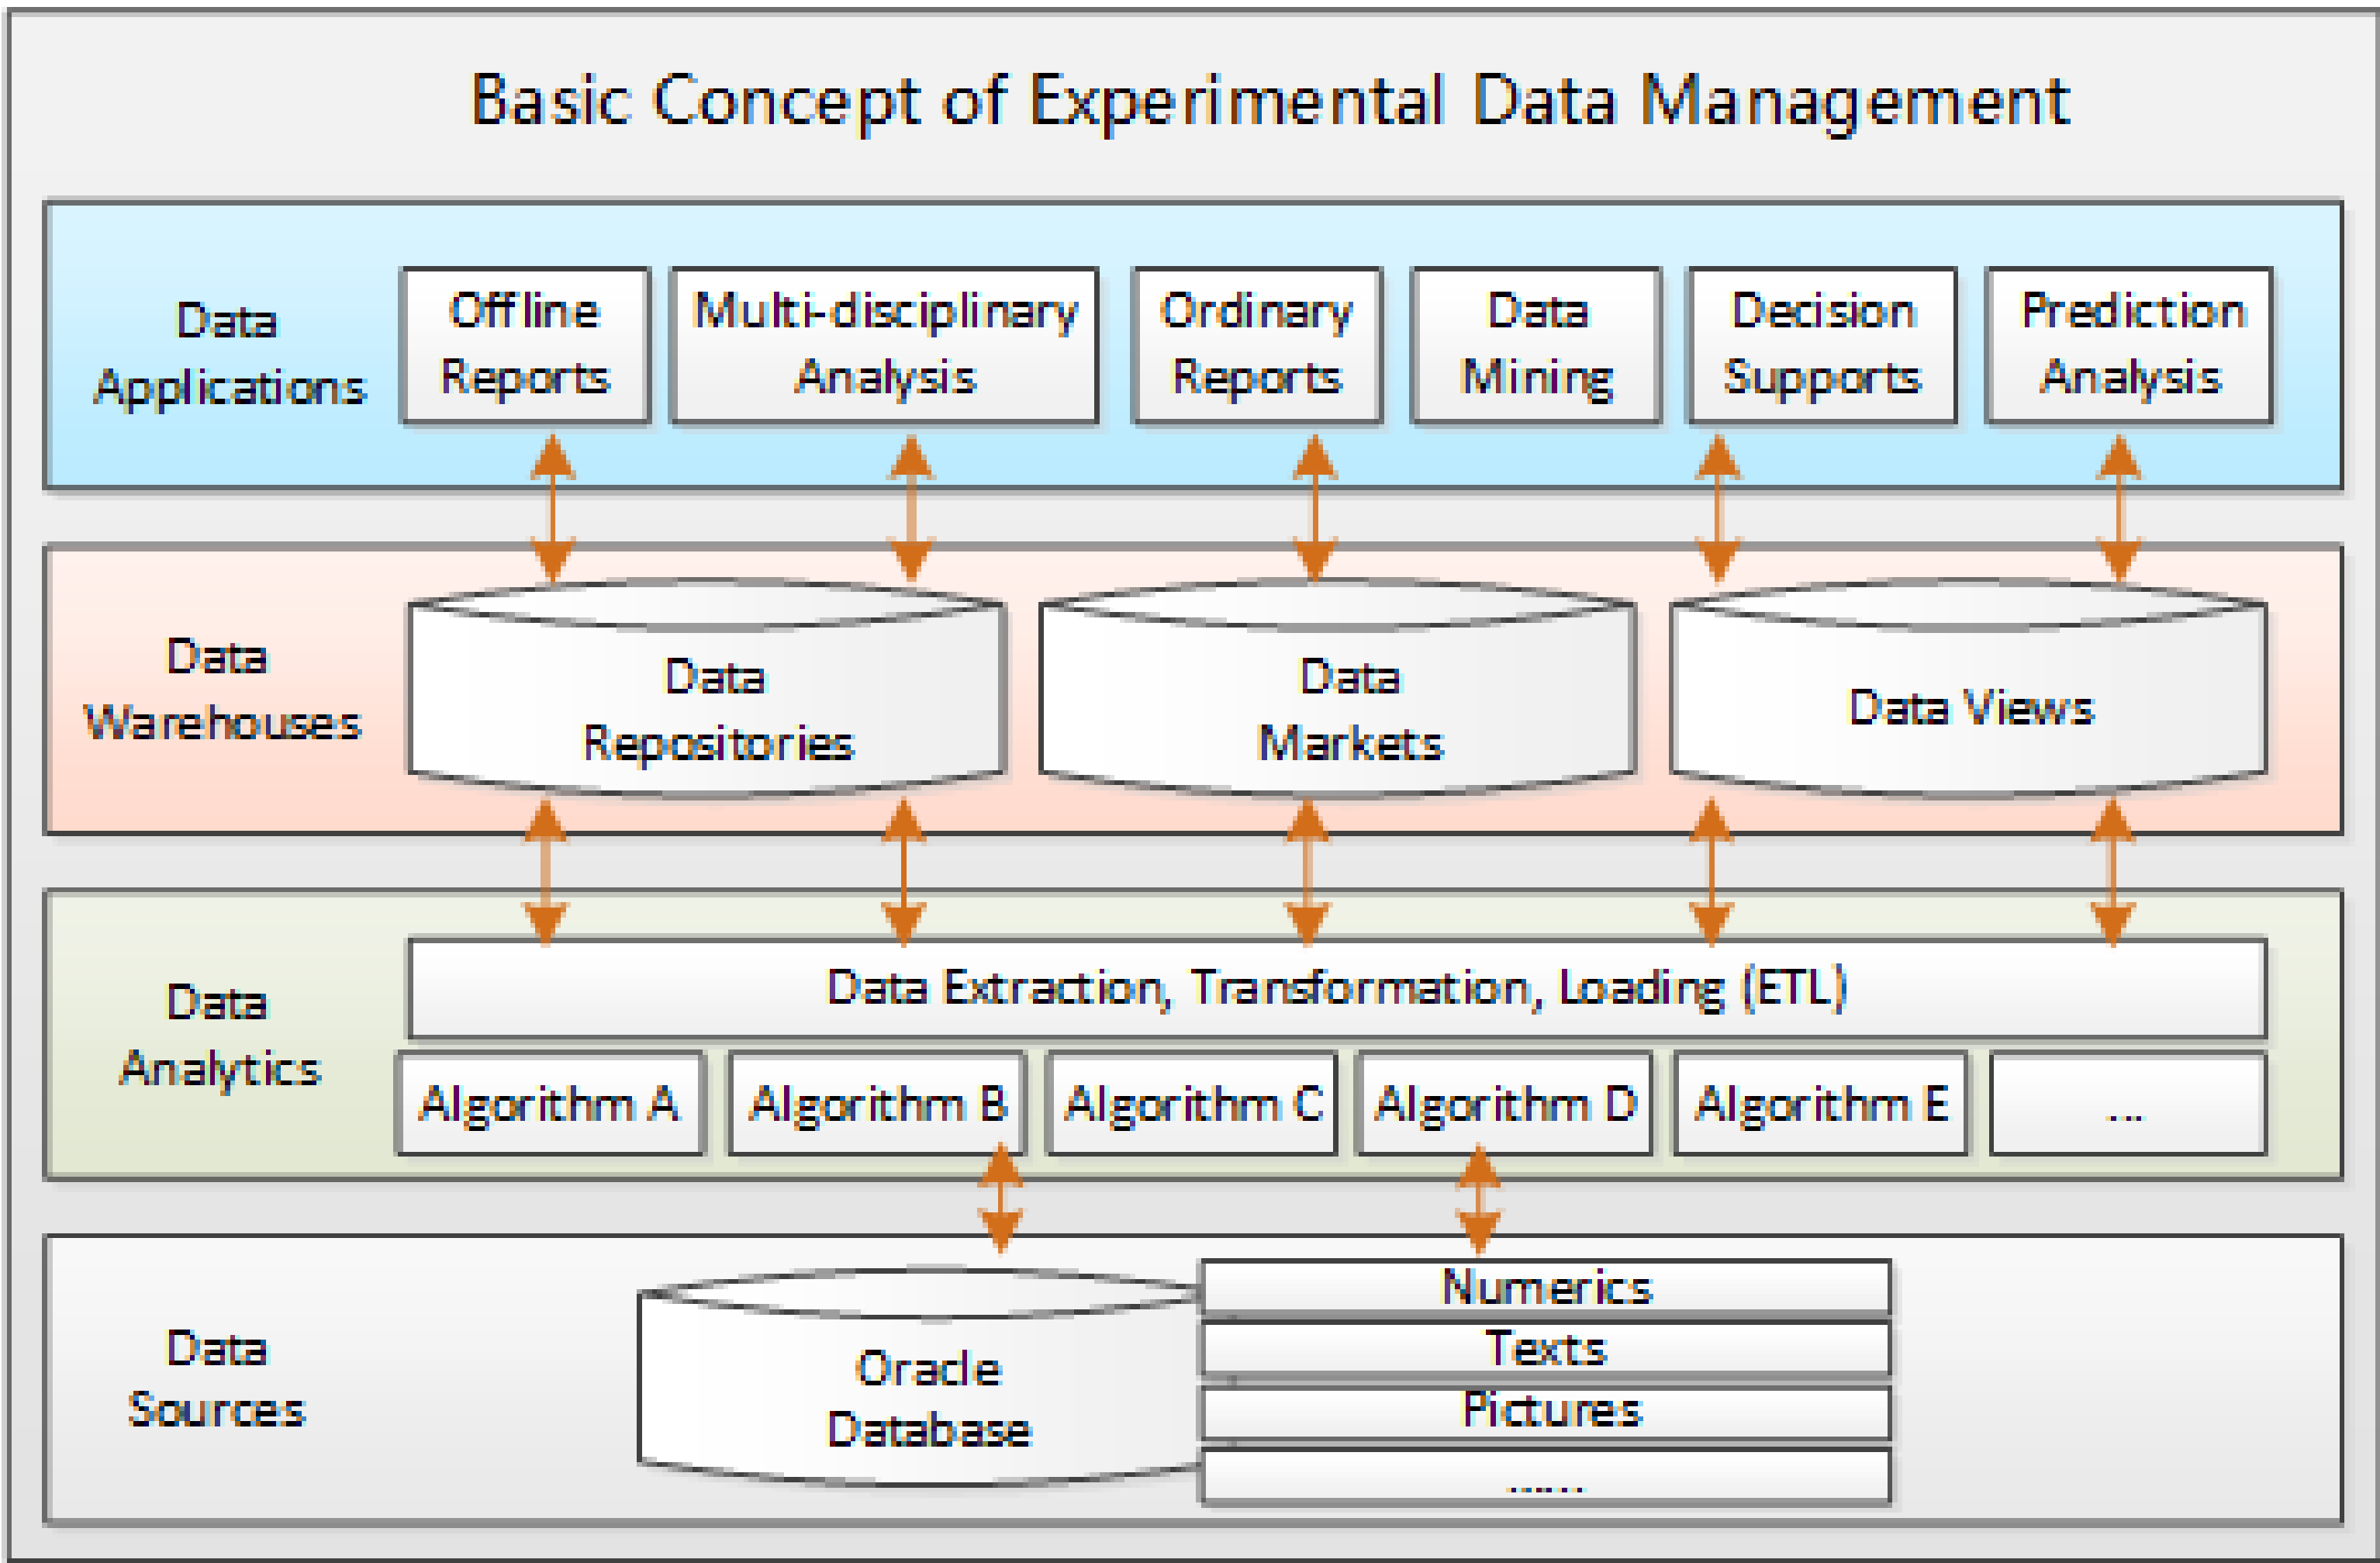 Basic Concept of Experimental Data Management
Data
Applications
Offline
Reports
Multi-disciplinary
Analysis
Ordinary
Reports
Data
Mining
Decision
Supports
Prediction
Analysis
Data
Warehouses
Data
Repositories
Data
Markets
Data Views
Data
Analytics
Data Extraction, Transformation, Loading (ETL)
Algorithm A
Algorithm B
Algorithm C
Algorithm D
Algorithm E
...
Data
Sources
Oracle
Database
Numerics
Texts
Pictures
......